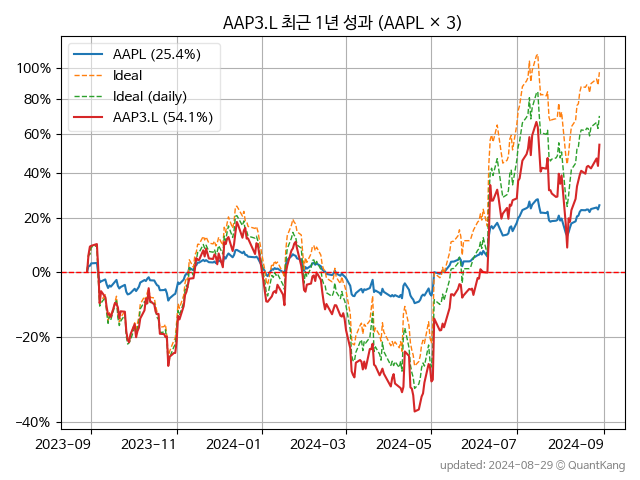 AAP3.L 최근 1년 성과 (AAPL × 3)
AAPL (25.4%)
Ideal
Ideal (daily)
AAP3.L (54.1%)
100%
80%
60%
40%
20%
0%
−20%
−40%
2023-09
2023-11
2024-01
2024-03
2024-05
2024-07
2024-09
updated: 2024-08-29 © QuantKang